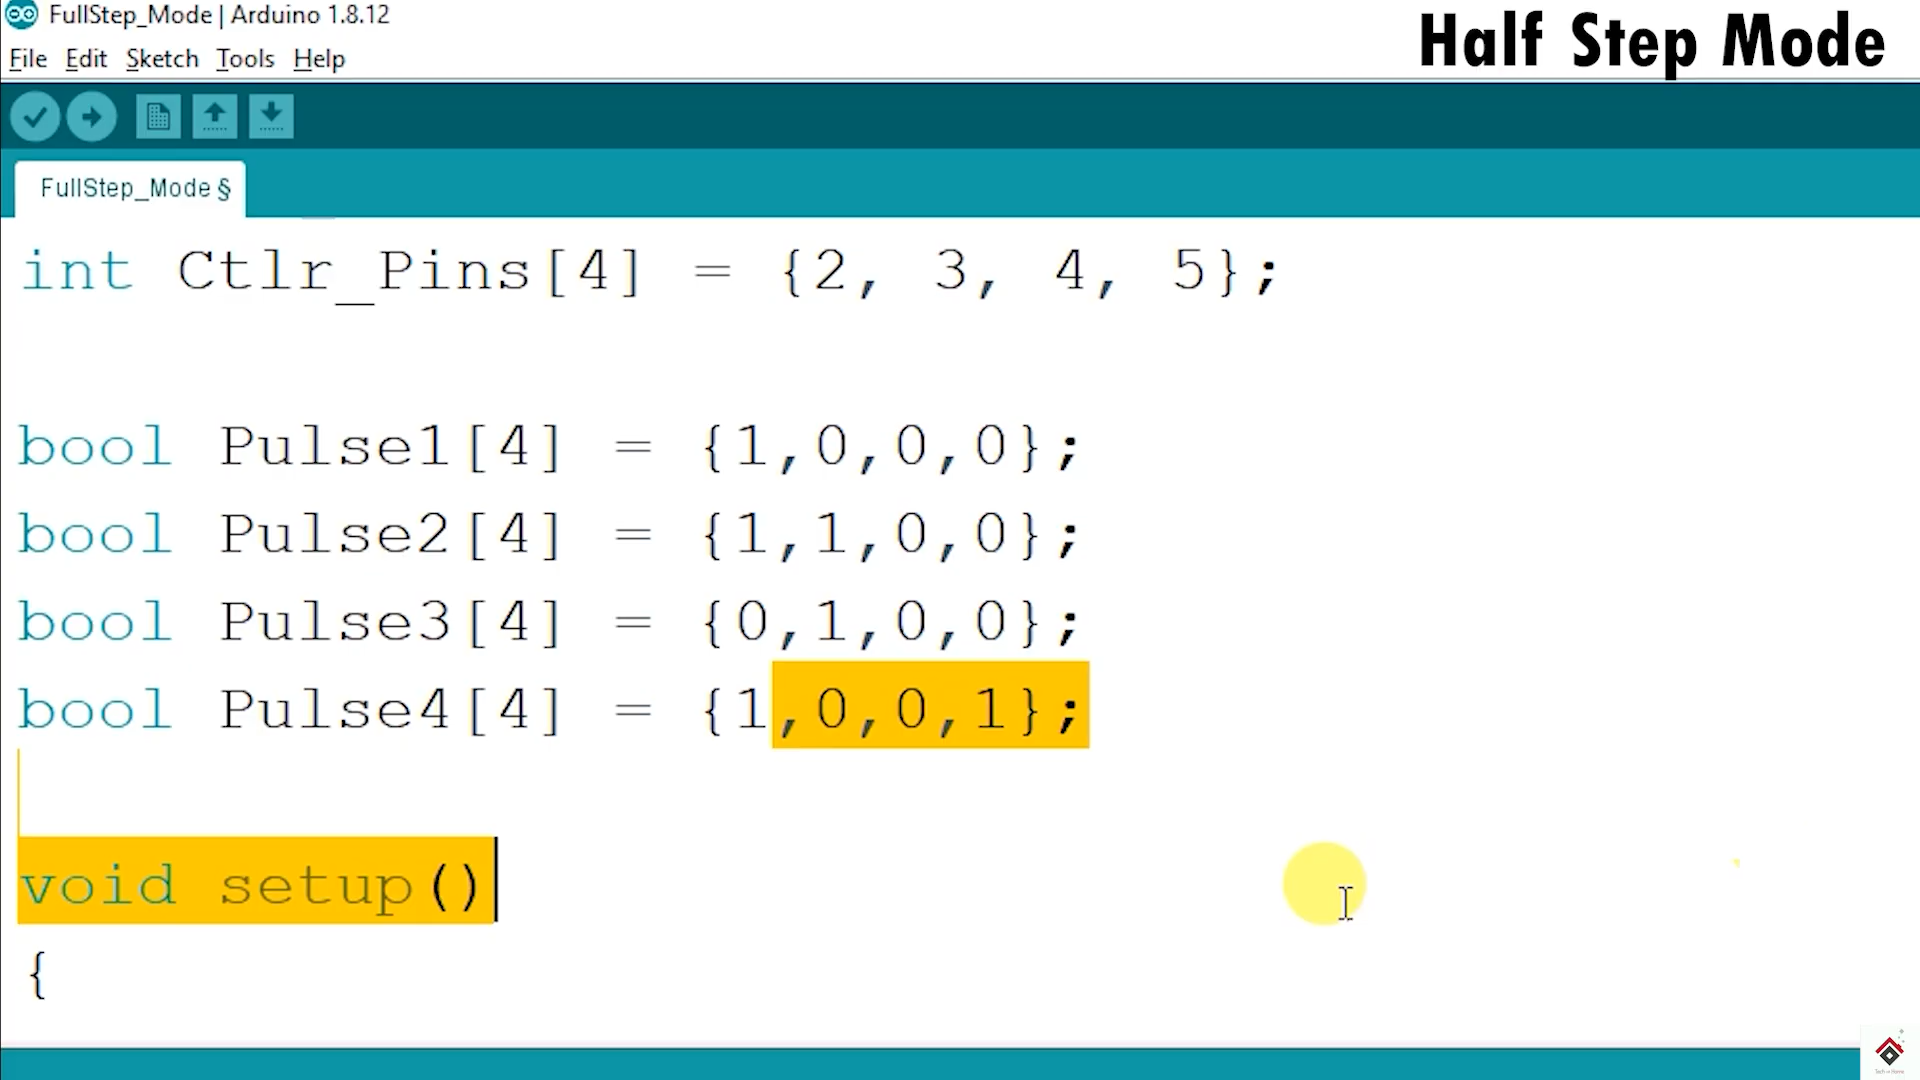 FullStep_Mode | Arduino 1.8.12
Half Step Mode
File Edit Sketch Tools Help
FullStep_Mode §
int Ctlr_Pins[4] = {2, 3, 4, 5};
bool Pulse1[4] = {1,0,0,0};
bool Pulse2[4] = {1,1,0,0};
bool Pulse3[4] = {0,1,0,0};
bool Pulse4[4] = {1,0,0,1};
void setup()
{